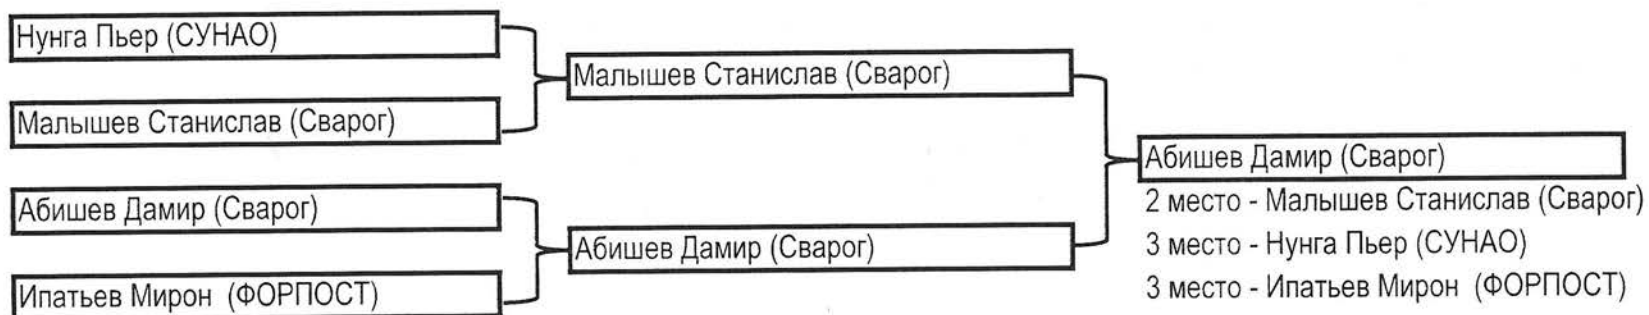 Нунга Пьер (СУНАО)
Малышев Станислав (Сварог)
Абишев Дамир (Сварог)
Ипатьев Мирон (ФОРПОСТ)
Малышев Станислав (Сварог)
Абишев Дамир (Сварог)
Абишев Дамир (Сварог)
2 место - Малышев Станислав (Сварог)
3 место - Нунга Пьер (СУНАО)
3 место - Ипатьев Мирон (ФОРПОСТ)